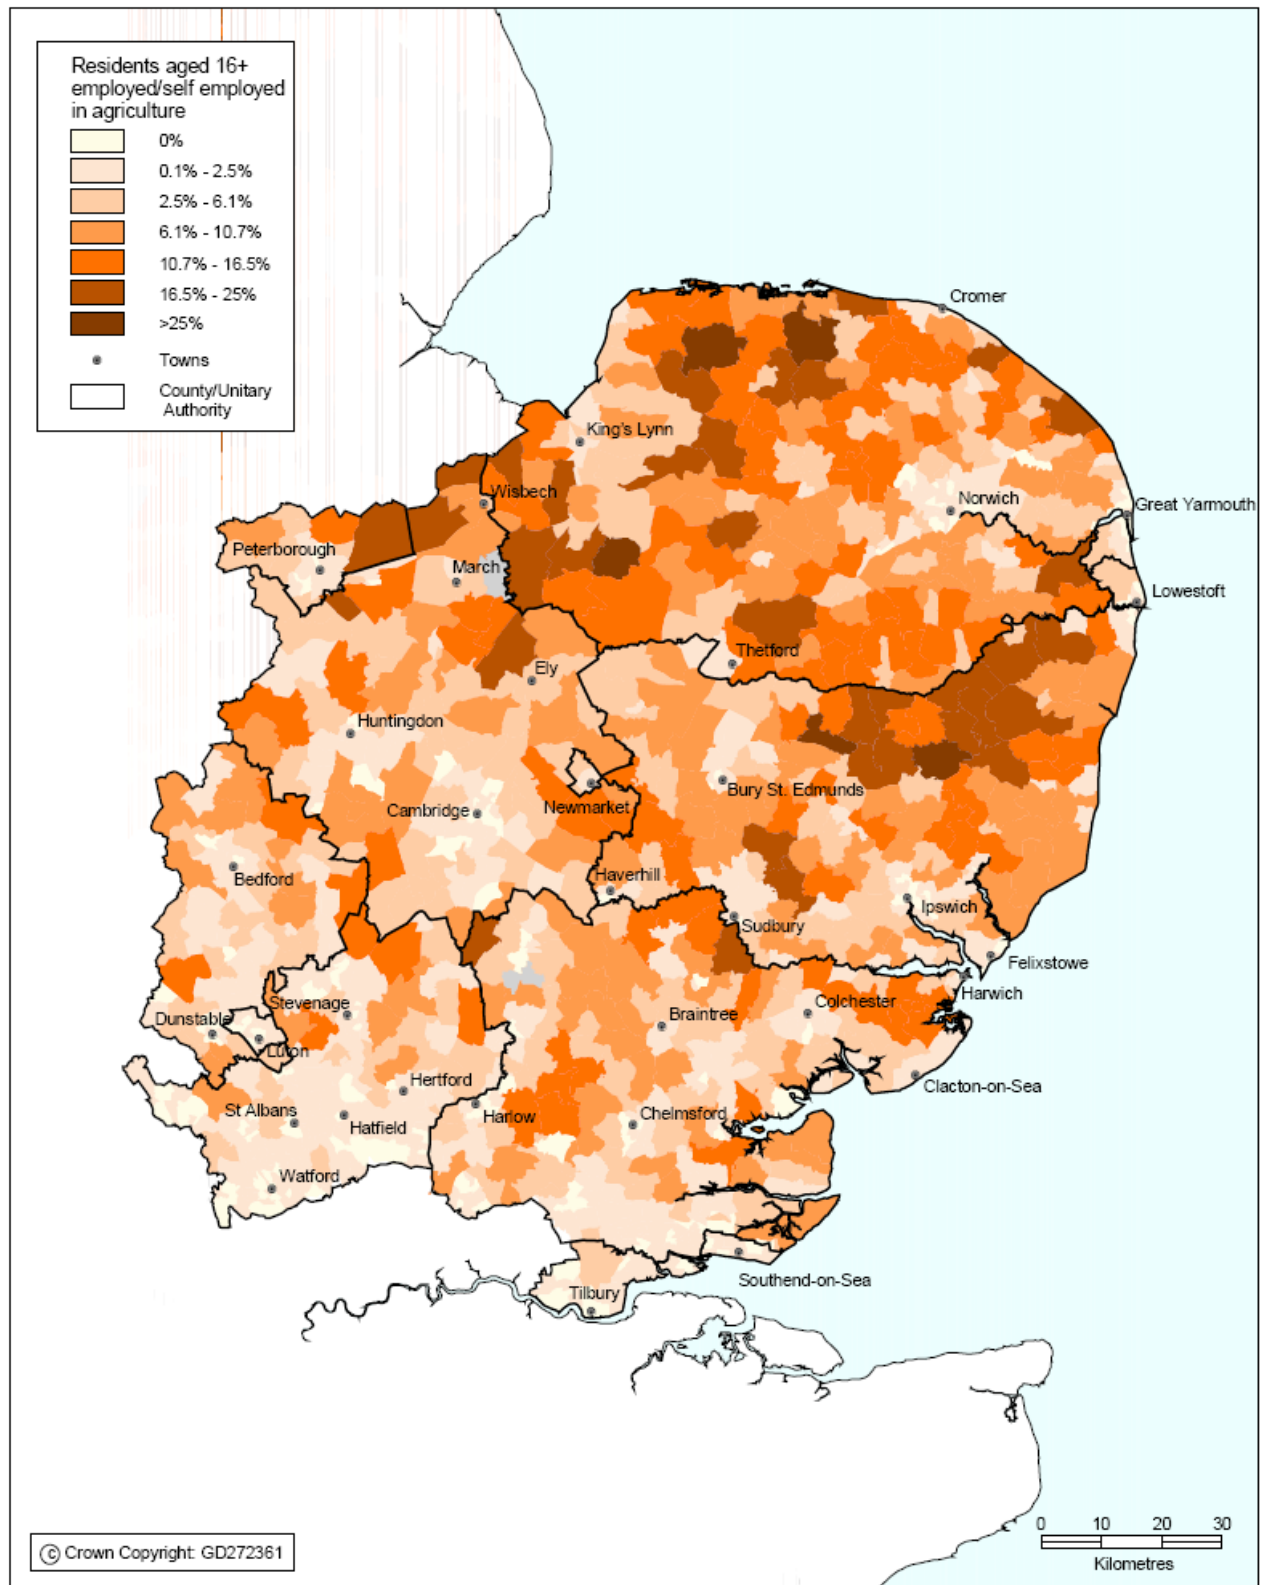 Residents aged 16+
employed/self employed
in agriculture
0%
0.1% - 2.5%
2.5% - 6.1%
6.1% - 10.7%
10.7% - 16.5%
16.5% - 25%
>25%
Towns
County/Unitary
Authority
Cromer
King's Lynn
Wisbech
Norwich
Great Yarmouth
Peterborough
March
Lowestoft
Thetford
Ely
Huntingdon
Bury St. Edmunds
Newmarket
Cambridge
Haverhill
Bedford
Ipswich
Sudbury
Felixstowe
Harwich
Stevenage
Colchester
Dunstable
Braintree
Luton
Hertford
Clacton-on-Sea
St Albans
Harlow
Chelmsford
Hatfield
Watford
Southend-on-Sea
Tilbury
0 10 20 30
Kilometres
© Crown Copyright: GD272361